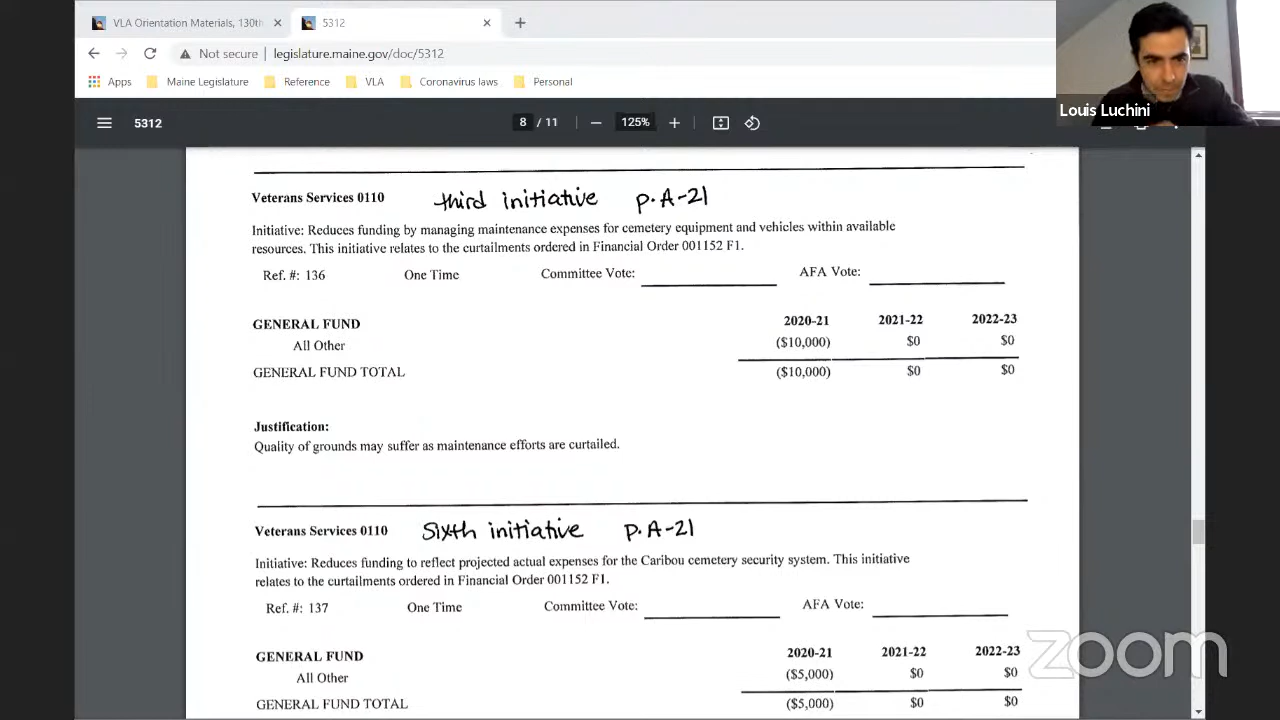 VLA Orientation Materials, 130th
5312
Not secure | legislature.maine.gov/doc/5312
Apps Maine Legislature Reference VLA Coronavirus laws Personal
Louis Luchini
5312 8 / 11 125%
Veterans Services 0110 third initiative p.A-21
Initiative: Reduces funding by managing maintenance expenses for cemetery equipment and vehicles within available
resources. This initiative relates to the curtailments ordered in Financial Order 001152 F1.
Ref. #: 136 One Time Committee Vote: AFA Vote:
GENERAL FUND 2020-21 2021-22 2022-23
All Other ($10,000) $0 $0
GENERAL FUND TOTAL ($10,000) $0 $0
Justification:
Quality of grounds may suffer as maintenance efforts are curtailed.
Veterans Services 0110 Sixth initiative p.A-21
Initiative: Reduces funding to reflect projected actual expenses for the Caribou cemetery security system. This initiative
relates to the curtailments ordered in Financial Order 001152 F1.
Ref. #: 137 One Time Committee Vote: AFA Vote:
GENERAL FUND 2020-21 2021-22 2022-23
All Other ($5,000) $0 $0
GENERAL FUND TOTAL ($5,000) $0 $0
zoom